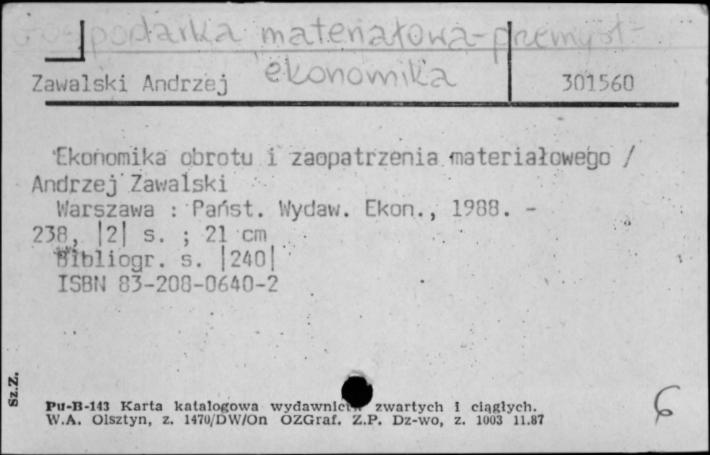 Gospodarka materiałowa-przemysł-
ekonomika
Zawalski Andrzej 301560
Ekonomika obrotu i zaopatrzenia materiałowego /
Andrzej Zawalski
Warszawa : Państ. Wydaw. Ekon., 1988. -
238, |2| s. ; 21 cm
Bibliogr. s. |240|
ISBN 83-208-0640-2
Sz.Z.
Pu-B-143 Karta katalogowa wydawnictw zwartych i ciągłych.
W.A. Olsztyn, z. 1470/DW/On OZGraf. Z.P. Dz-wo, z. 1003 11.87
6